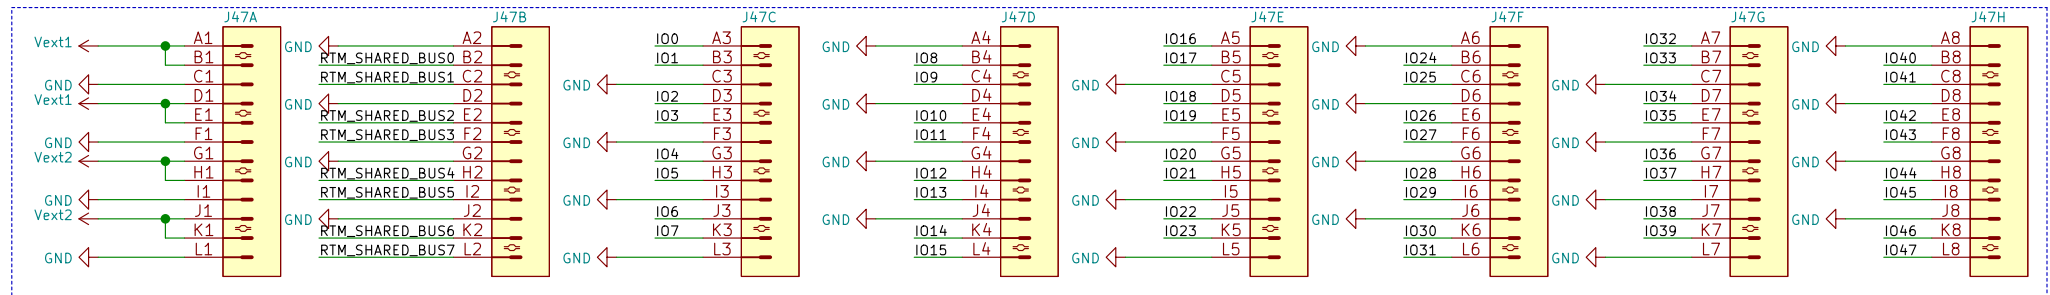 J47A J47B J47C J47D J47E J47F J47G J47H
Vext1 A1 GND A2 IO0 A3 GND A4 IO16 A5 GND A6 IO32 A7 GND A8
B1 RTM_SHARED_BUS0 B2 IO1 B3 IO8 B4 IO17 B5 IO24 B6 IO33 B7 IO40 B8
GND C1 RTM_SHARED_BUS1 C2 GND C3 IO9 C4 GND C5 IO25 C6 GND C7 IO41 C8
Vext1 D1 GND D2 IO2 D3 GND D4 IO18 D5 GND D6 IO34 D7 GND D8
E1 RTM_SHARED_BUS2 E2 IO3 E3 IO10 E4 IO19 E5 IO26 E6 IO35 E7 IO42 E8
GND F1 RTM_SHARED_BUS3 F2 GND F3 IO11 F4 GND F5 IO27 F6 GND F7 IO43 F8
Vext2 G1 GND G2 IO4 G3 GND G4 IO20 G5 GND G6 IO36 G7 GND G8
H1 RTM_SHARED_BUS4 H2 IO5 H3 IO12 H4 IO21 H5 IO28 H6 IO37 H7 IO44 H8
GND I1 RTM_SHARED_BUS5 I2 GND I3 IO13 I4 GND I5 IO29 I6 GND I7 IO45 I8
Vext2 J1 GND J2 IO6 J3 GND J4 IO22 J5 GND J6 IO38 J7 GND J8
K1 RTM_SHARED_BUS6 K2 IO7 K3 IO14 K4 IO23 K5 IO30 K6 IO39 K7 IO46 K8
GND L1 RTM_SHARED_BUS7 L2 GND L3 IO15 L4 GND L5 IO31 L6 GND L7 IO47 L8